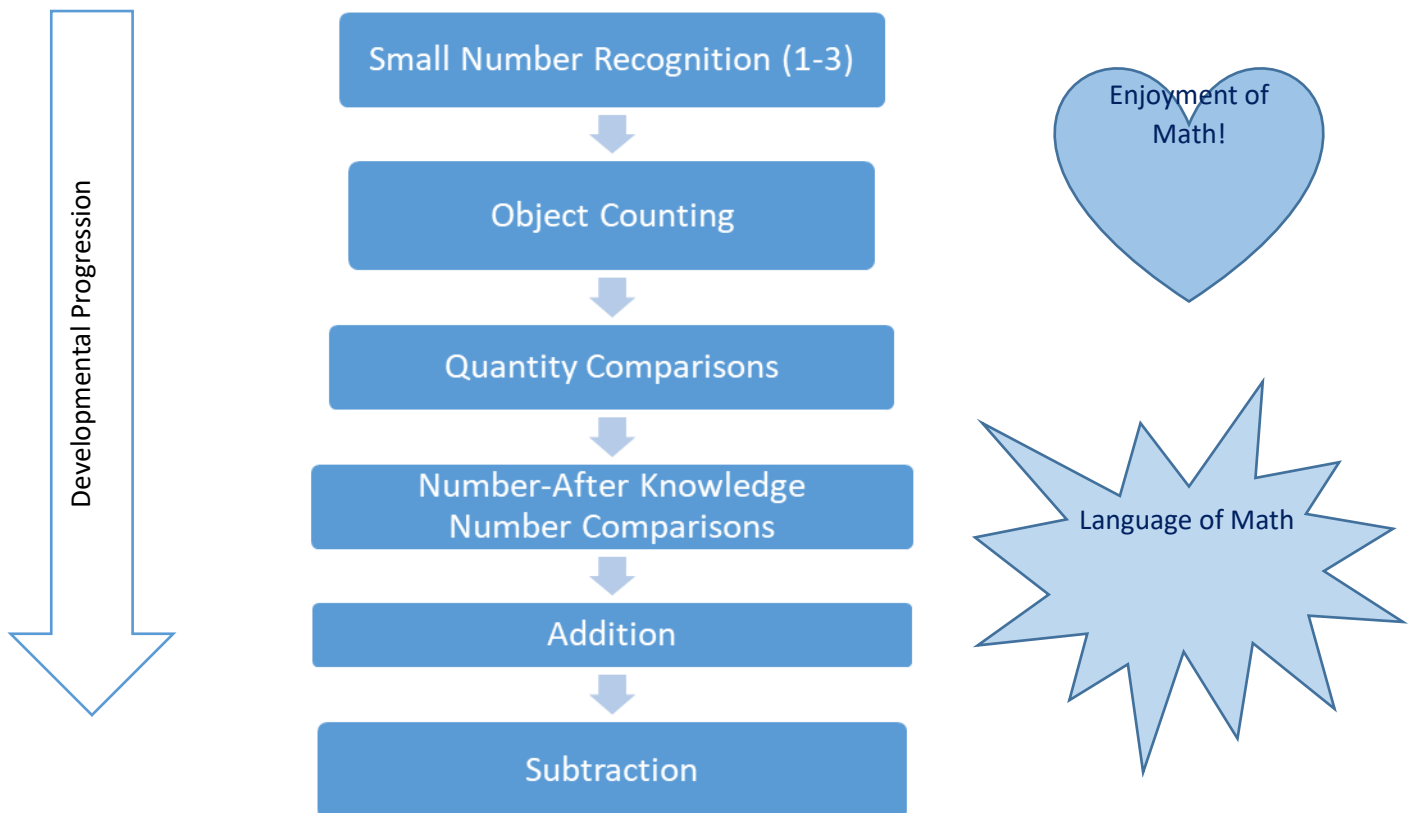 Developmental Progression
Small Number Recognition (1-3)
Object Counting
Quantity Comparisons
Number-After Knowledge
Number Comparisons
Addition
Subtraction
Enjoyment of
Math!
Language of Math